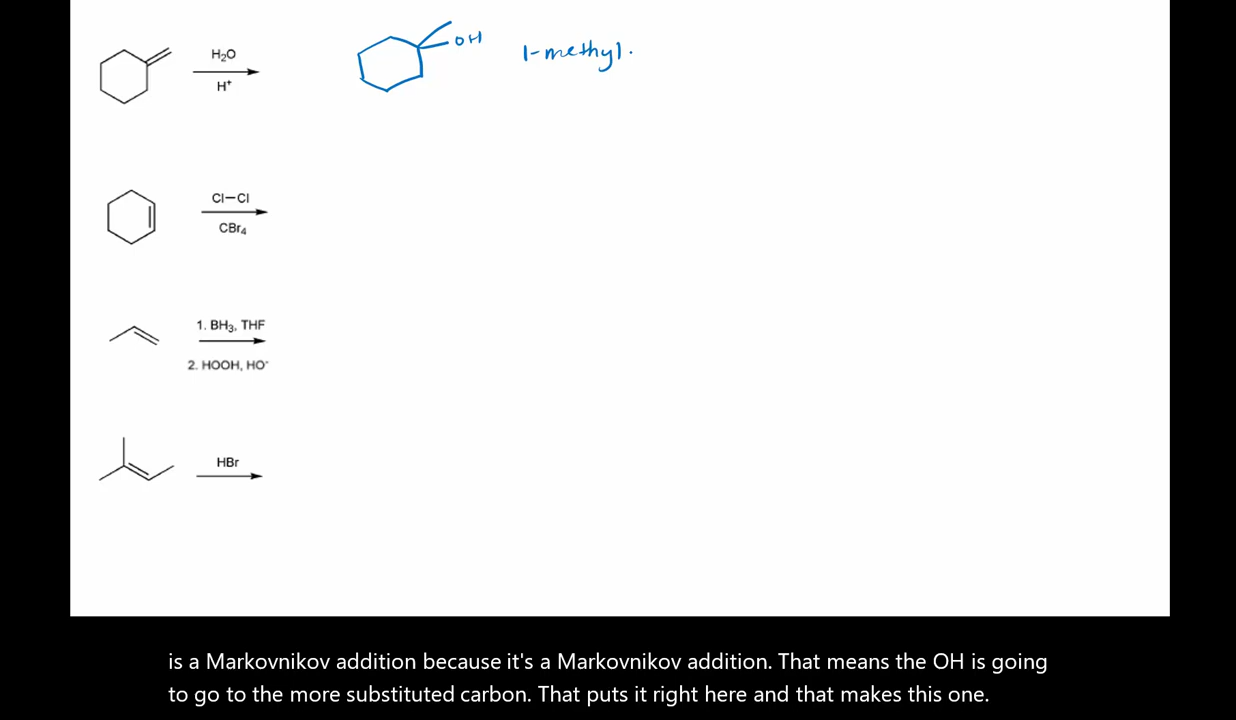 H₂O
H⁺
OH
1-methyl.
Cl–Cl
CBr₄
1. BH₃, THF
2. HOOH, HO⁻
HBr
is a Markovnikov addition because it's a Markovnikov addition. That means the OH is going
to go to the more substituted carbon. That puts it right here and that makes this one.